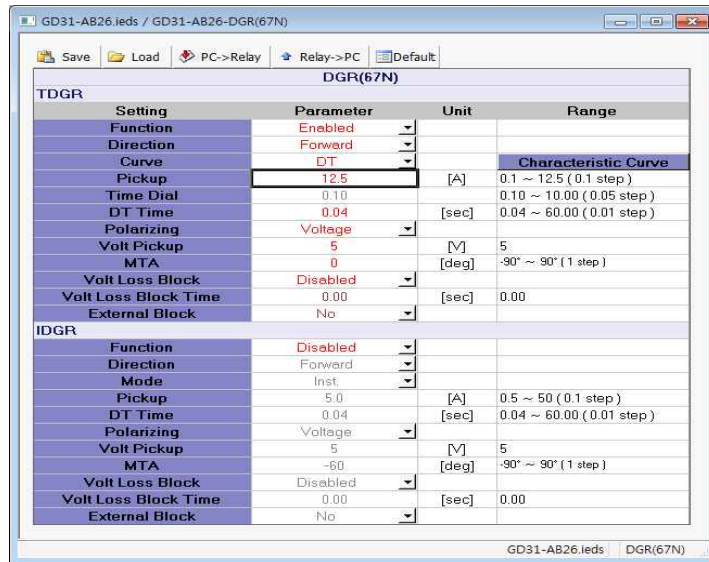 GD31-AB26.ieds / GD31-AB26-DGR(67N)
Save Load PC->Relay Relay->PC Default
DGR(67N)
TDGR
Setting Parameter Unit Range
Function Enabled
Direction Forward
Curve DT Characteristic Curve
Pickup 12.5 [A] 0.1 ~ 12.5 ( 0.1 step )
Time Dial 0.10 0.10 ~ 10.00 ( 0.05 step )
DT Time 0.04 [sec] 0.04 ~ 60.00 ( 0.01 step )
Polarizing Voltage
Volt Pickup 5 [V] 5
MTA 0 [deg] -90° ~ 90° ( 1 step )
Volt Loss Block Disabled
Volt Loss Block Time 0.00 [sec] 0.00
External Block No
IDGR
Function Disabled
Direction Forward
Mode Inst.
Pickup 5.0 [A] 0.5 ~ 50 ( 0.1 step )
DT Time 0.04 [sec] 0.04 ~ 60.00 ( 0.01 step )
Polarizing Voltage
Volt Pickup 5 [V] 5
MTA -60 [deg] -90° ~ 90° ( 1 step )
Volt Loss Block Disabled
Volt Loss Block Time 0.00 [sec] 0.00
External Block No
GD31-AB26.ieds DGR(67N)